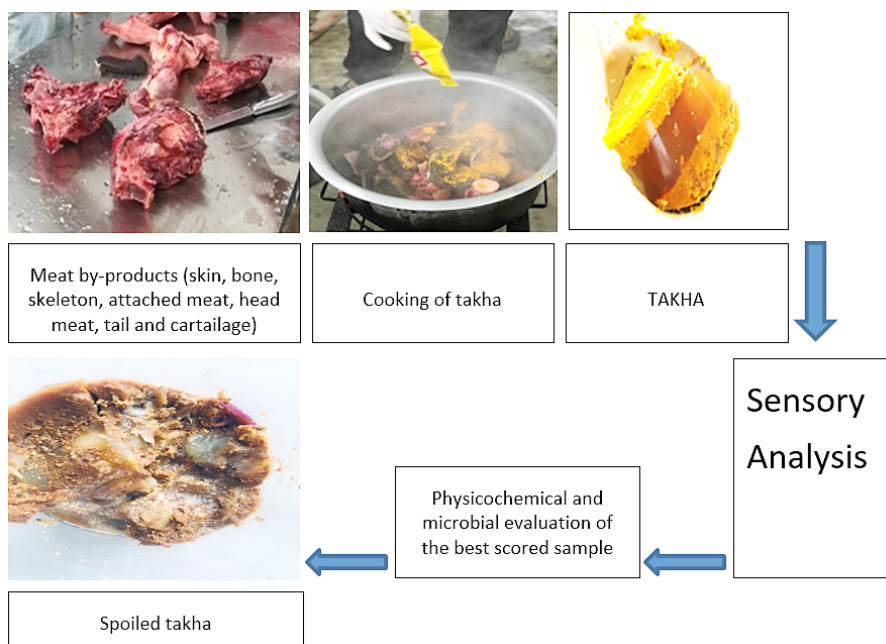 Meat by-products (skin, bone,
skeleton, attached meat, head
meat, tail and cartailage)
Cooking of takha
TAKHA
Sensory
Analysis
Physicochemical and
microbial evaluation of
the best scored sample
Spoiled takha